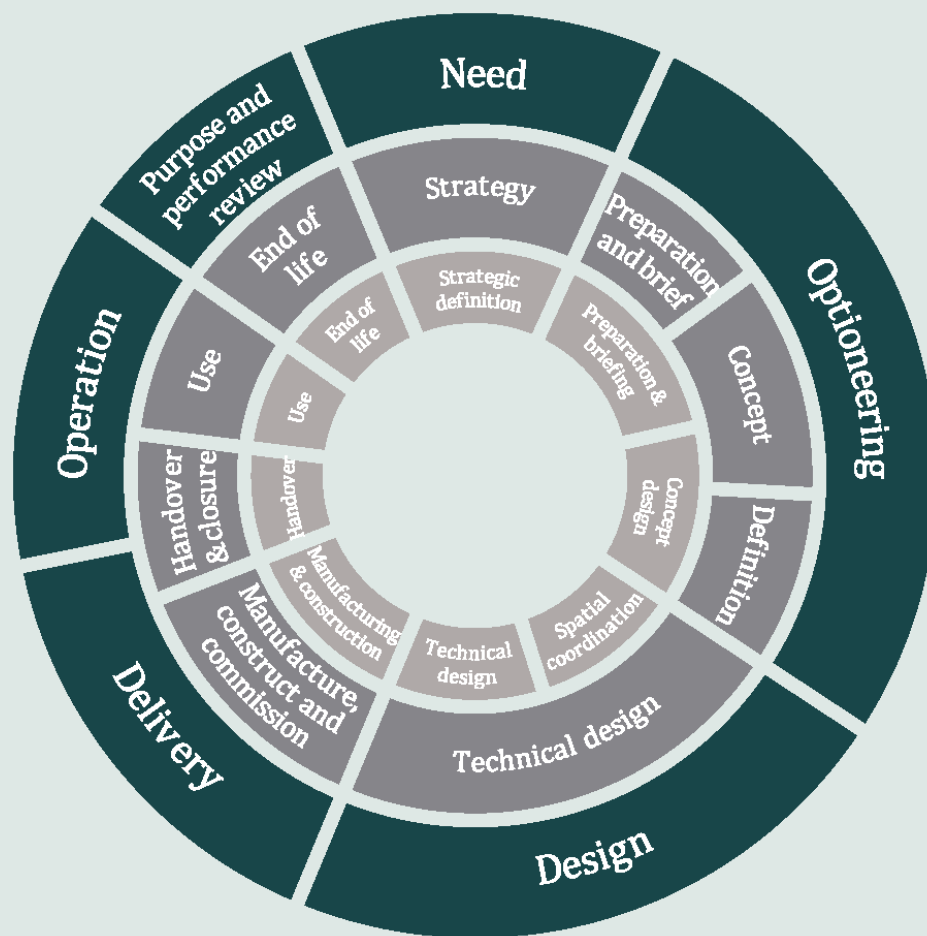 Need
Optioneering
Design
Delivery
Operation
Purpose and
performance
review
Strategy
Preparation
and brief
Concept
Definition
Technical design
Manufacture,
construct and
commission
Handover
& closure
Use
End of
life
Strategic
definition
Preparation &
briefing
Concept
design
Spatial
coordination
Technical
design
Manufacturing
& construction
Handover
Use
End of
life